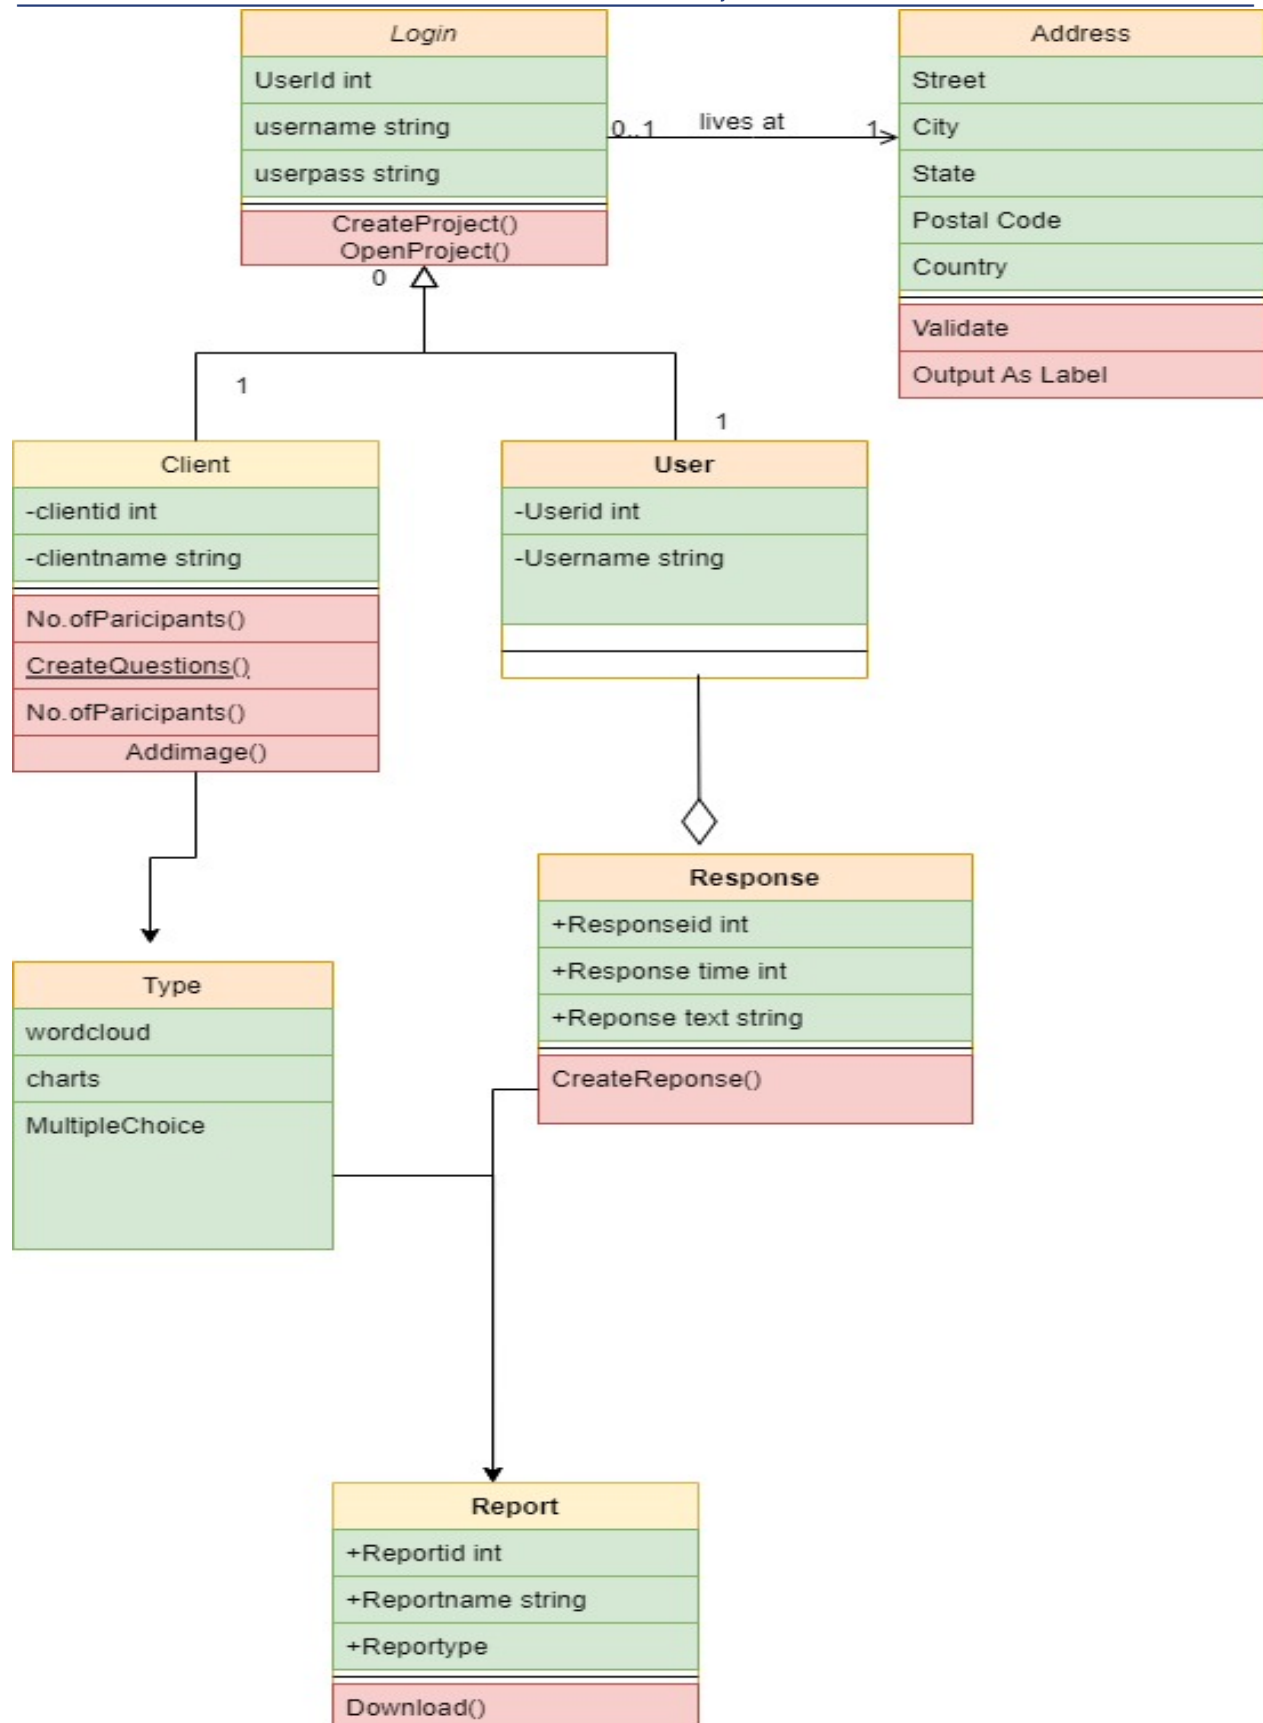 Login
UserId int
username string
userpass string
CreateProject()
OpenProject()
0..1
lives at
1
Address
Street
City
State
Postal Code
Country
Validate
Output As Label
0
1
1
Client
-clientid int
-clientname string
No.ofParicipants()
CreateQuestions()
No.ofParicipants()
Addimage()
User
-Userid int
-Username string
Response
+Responseid int
+Response time int
+Reponse text string
CreateReponse()
Type
wordcloud
charts
MultipleChoice
Report
+Reportid int
+Reportname string
+Reportype
Download()